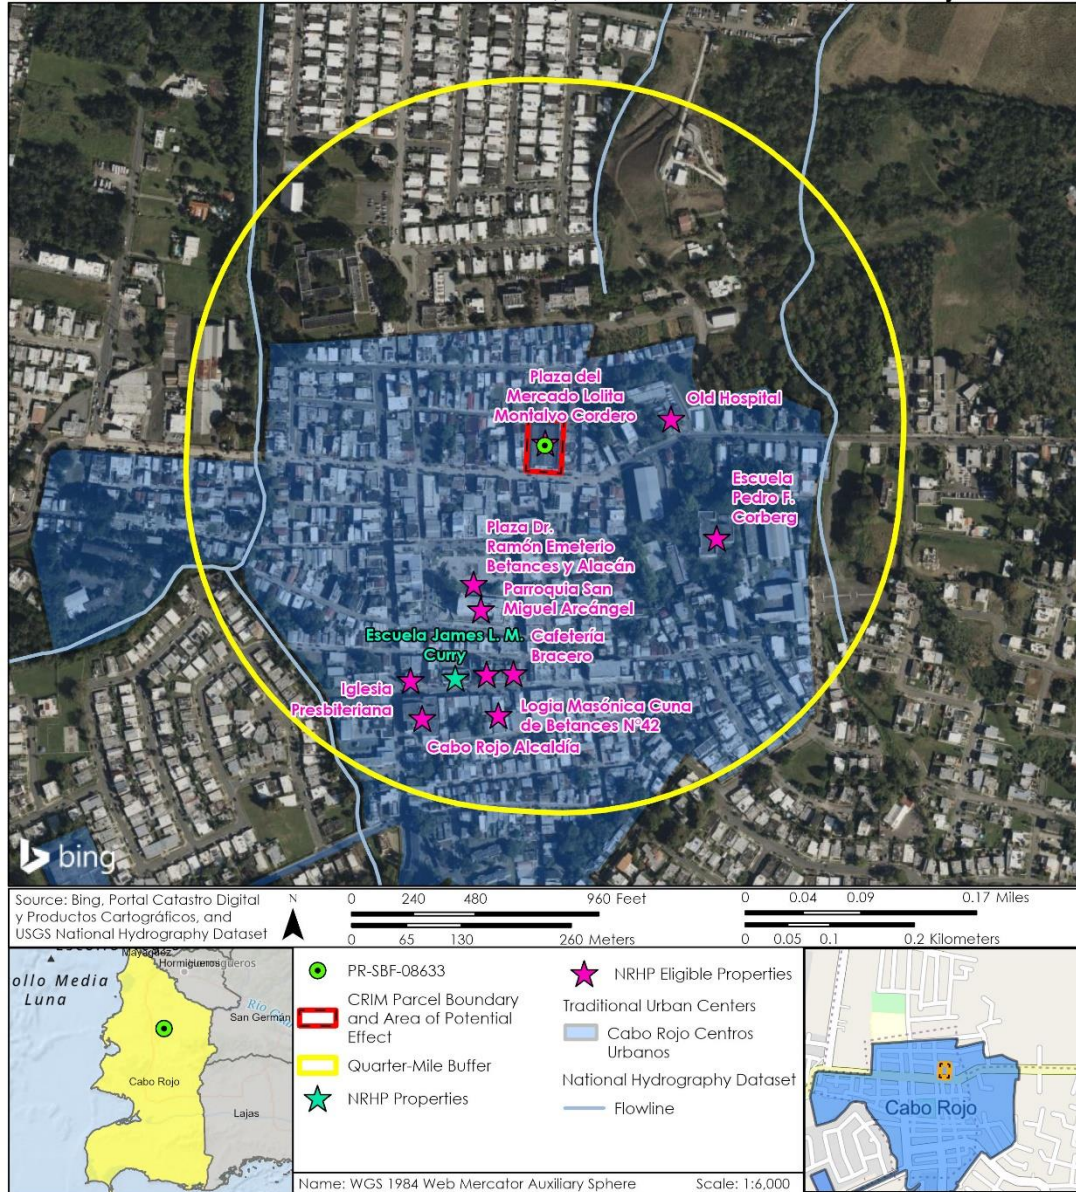 Plaza del
Mercado Lolita
Montalvo Cordero
Old Hospital
Escuela
Pedro F.
Corberg
Plaza Dr.
Ramón Emeterio
Betances y Alacán
Parroquia San
Miguel Arcángel
Escuela James L. M.
Curry
Cafetería
Bracero
Iglesia
Presbiteriana
Logia Masónica Cuna
de Betances N°42
Cabo Rojo Alcaldía
bing
Source: Bing, Portal Catastro Digital
y Productos Cartográficos, and
USGS National Hydrography Dataset
N
0 240 480 960 Feet
0 65 130 260 Meters
0 0.04 0.09 0.17 Miles
0 0.05 0.1 0.2 Kilometers
Mayagüez
Hormigueros
ollo Media
Luna
San Germán
Cabo Rojo
Lajas
PR-SBF-08633
CRIM Parcel Boundary
and Area of Potential
Effect
Quarter-Mile Buffer
NRHP Properties
NRHP Eligible Properties
Traditional Urban Centers
Cabo Rojo Centros
Urbanos
National Hydrography Dataset
Flowline
Cabo Rojo
Name: WGS 1984 Web Mercator Auxiliary Sphere
Scale: 1:6,000